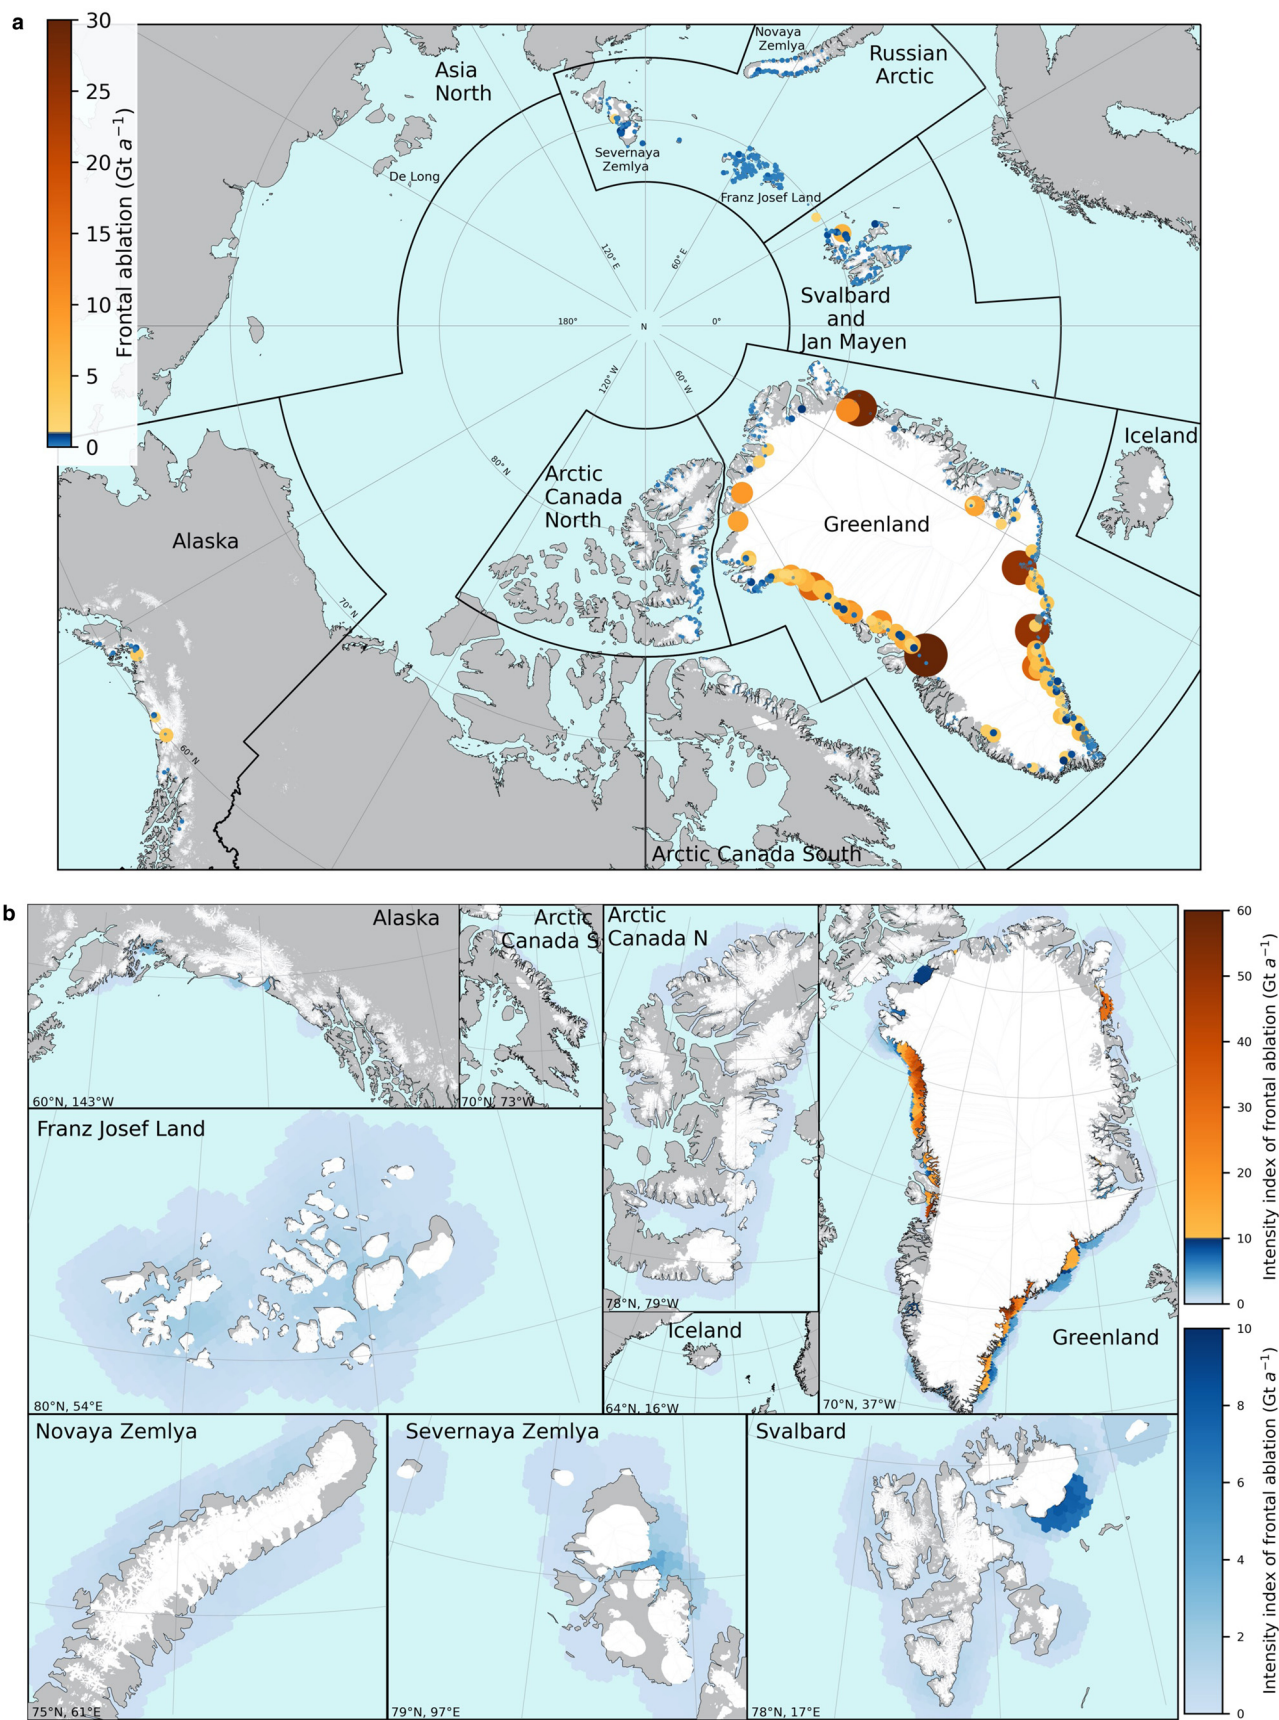 a
30
25
20
15
10
5
0
Frontal ablation (Gt a⁻¹)
Asia
North
Novaya
Zemlya
Russian
Arctic
Severnaya
Zemlya
De Long
Franz Josef Land
120° E
60° E
Svalbard
and
Jan Mayen
180°
N
0°
120° W
60° W
80° N
Arctic
Canada
North
Iceland
Greenland
Alaska
70° N
60° N
Arctic Canada South
b
Alaska
60°N, 143°W
Arctic
Canada S
70°N, 73°W
Arctic
Canada N
78°N, 79°W
Greenland
70°N, 37°W
60
50
40
30
20
10
0
Intensity index of frontal ablation (Gt a⁻¹)
Franz Josef Land
80°N, 54°E
Iceland
64°N, 16°W
10
8
6
4
2
0
Intensity index of frontal ablation (Gt a⁻¹)
Novaya Zemlya
75°N, 61°E
Severnaya Zemlya
79°N, 97°E
Svalbard
78°N, 17°E